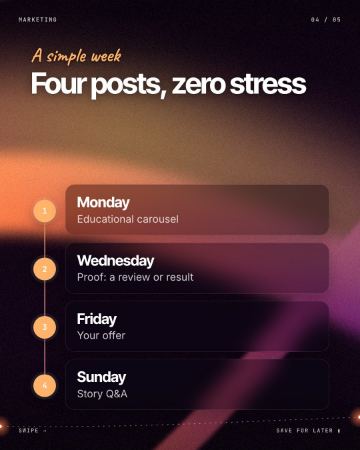 MARKETING
04 / 05
A simple week
Four posts, zero stress
1
Monday
Educational carousel
2
Wednesday
Proof: a review or result
3
Friday
Your offer
4
Sunday
Story Q&A
SWIPE →
SAVE FOR LATER